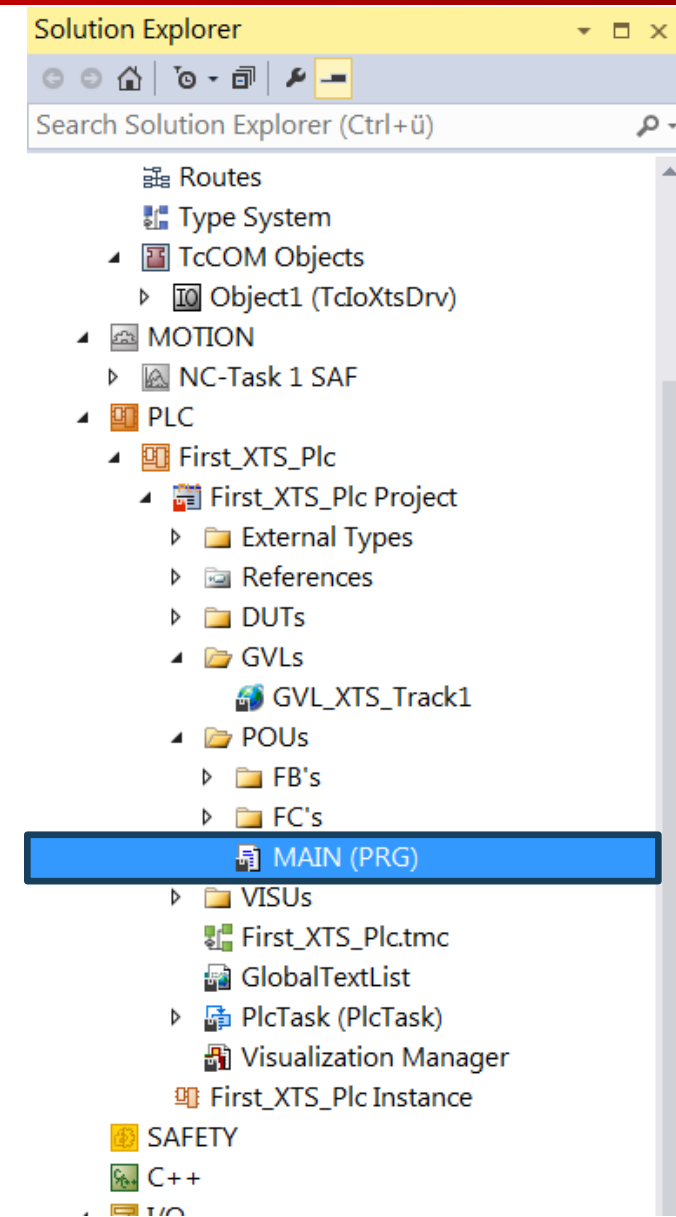 Solution Explorer
Search Solution Explorer (Ctrl+ü)
Routes
Type System
TcCOM Objects
IO Object1 (TcIoXtsDrv)
MOTION
NC-Task 1 SAF
PLC
First_XTS_Plc
First_XTS_Plc Project
External Types
References
DUTs
GVLs
GVL_XTS_Track1
POUs
FB's
FC's
MAIN (PRG)
VISUs
First_XTS_Plc.tmc
GlobalTextList
PlcTask (PlcTask)
Visualization Manager
First_XTS_Plc Instance
SAFETY
C++
I/O